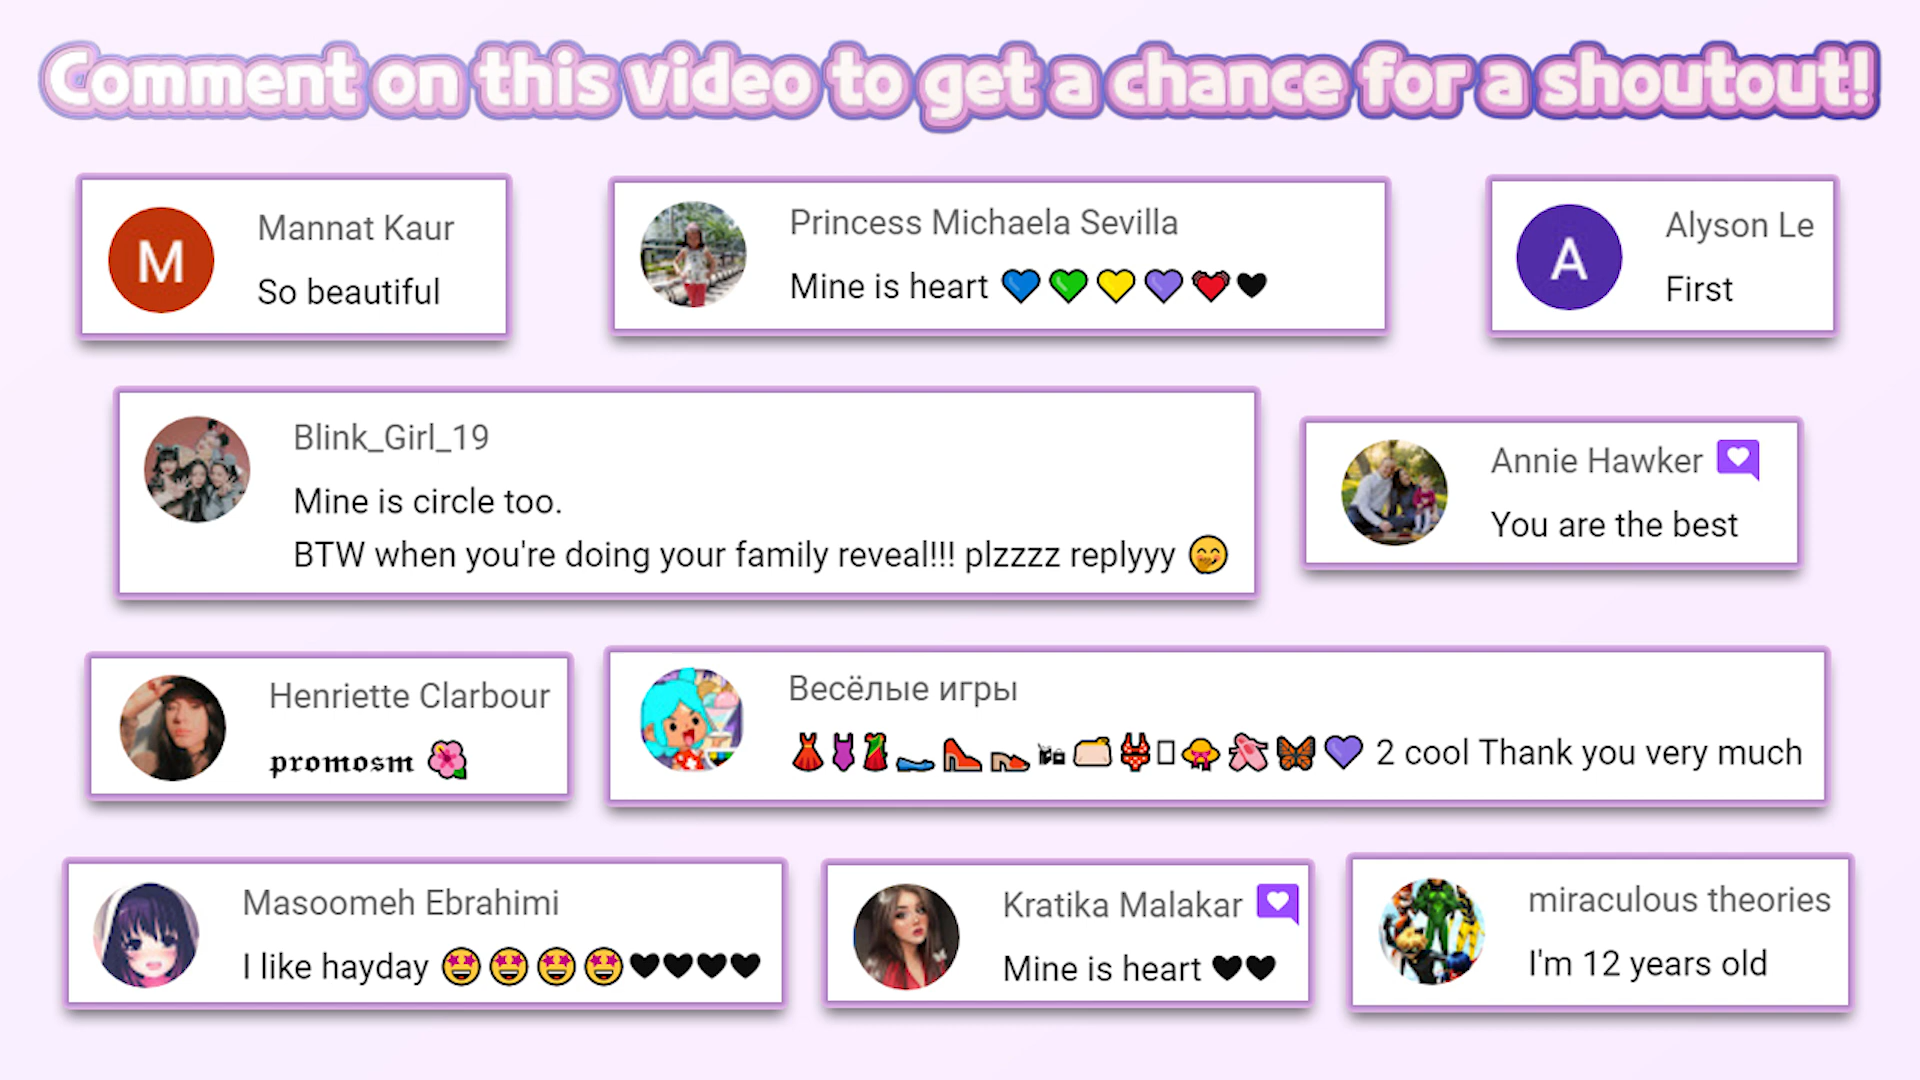 Comment on this video to get a chance for a shoutout!
M
Mannat Kaur
So beautiful
Princess Michaela Sevilla
Mine is heart 💙💚💛💜💓🖤
A
Alyson Le
First
Blink_Girl_19
Mine is circle too.
BTW when you're doing your family reveal!!! plzzzz replyyy 🤭
Annie Hawker
You are the best
Henriette Clarbour
𝖕𝖗𝖔𝖒𝖔𝖘𝖒 🌺
Весёлые игры
👗🩱🥻🥿👠👡🛍👝👙▯👒🩰🦋💜 2 cool Thank you very much
Masoomeh Ebrahimi
I like hayday 🤩🤩🤩🤩🖤🖤🖤🖤
Kratika Malakar
Mine is heart 🖤🖤
miraculous theories
I'm 12 years old